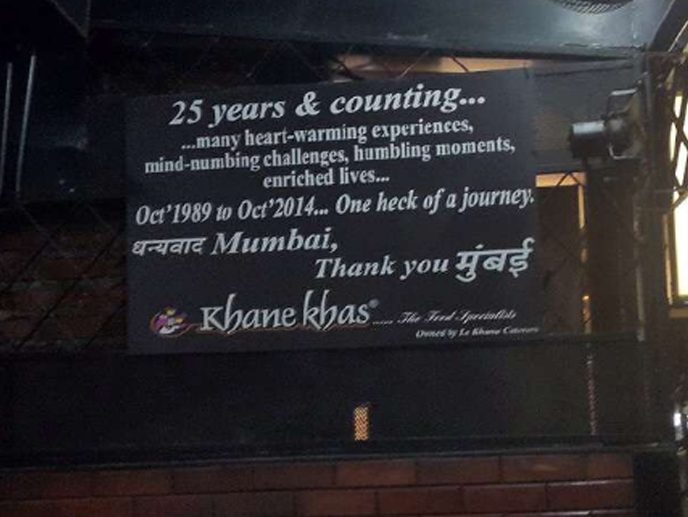 25 years & counting...
...many heart-warming experiences,
mind-numbing challenges, humbling moments,
enriched lives...
Oct'1989 to Oct'2014... One heck of a journey.
धन्यवाद Mumbai,
Thank you मुंबई
Khane khas® ..... The Food Specialists
Owned by Le Khana Caterers